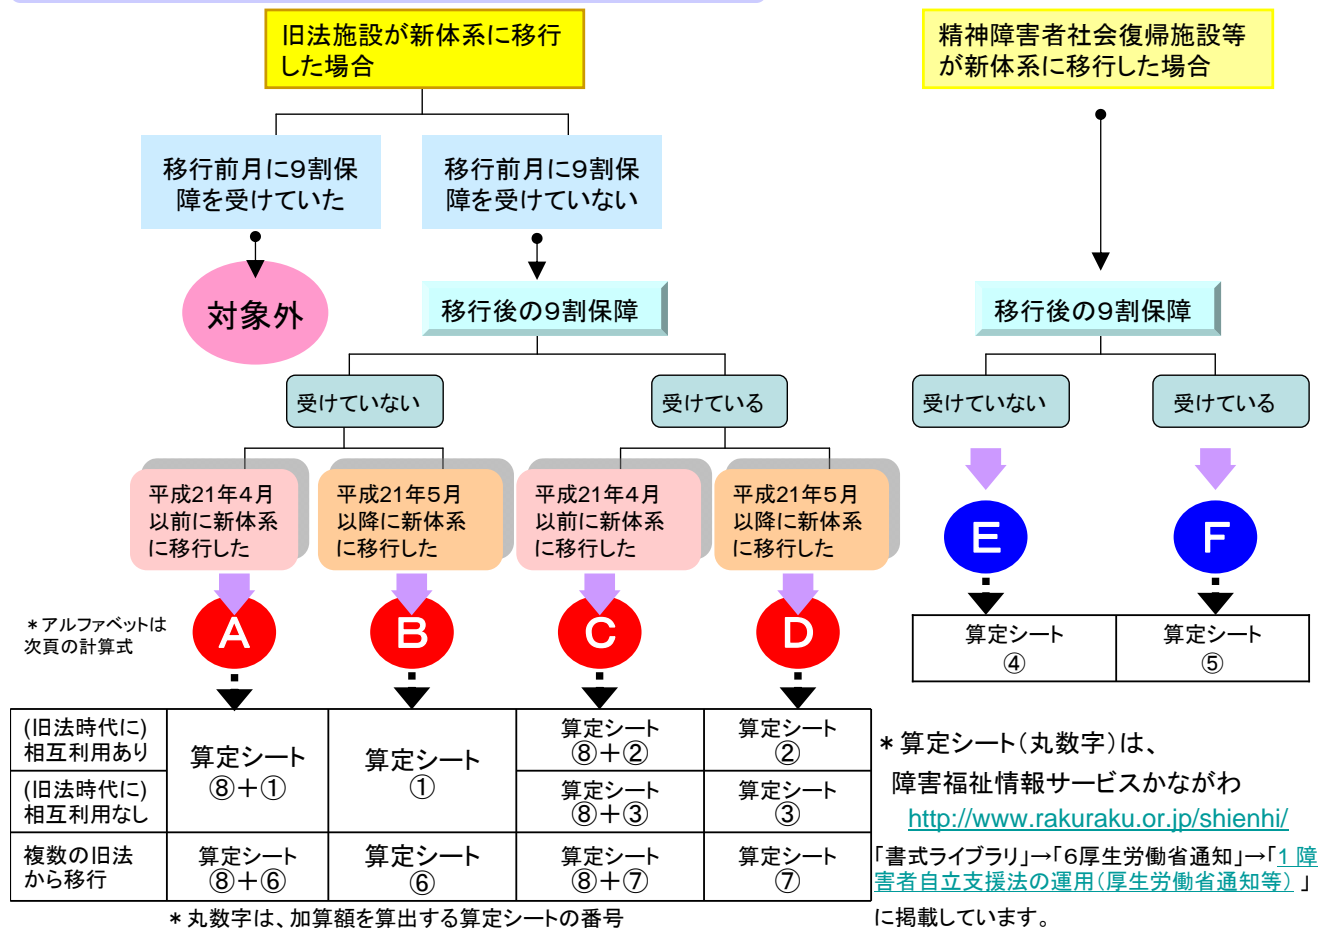 旧法施設が新体系に移行
した場合
精神障害者社会復帰施設等
が新体系に移行した場合
移行前月に９割保
障を受けていた
移行前月に９割保
障を受けていない
対象外
移行後の９割保障
移行後の９割保障
受けていない
受けている
受けていない
受けている
平成21年４月
以前に新体系
に移行した
平成21年５月
以降に新体系
に移行した
平成21年４月
以前に新体系
に移行した
平成21年５月
以降に新体系
に移行した
E
F
＊アルファベットは
次頁の計算式
A
B
C
D
算定シート
④
算定シート
⑤
(旧法時代に)
相互利用あり
算定シート
⑧＋①
算定シート
①
算定シート
⑧＋②
算定シート
②
(旧法時代に)
相互利用なし
算定シート
⑧＋③
算定シート
③
複数の旧法
から移行
算定シート
⑧＋⑥
算定シート
⑥
算定シート
⑧＋⑦
算定シート
⑦
＊丸数字は、加算額を算出する算定シートの番号
＊算定シート（丸数字）は、
障害福祉情報サービスかながわ
http://www.rakuraku.or.jp/shienhi/
「書式ライブラリ」→「６厚生労働省通知」→「１障
害者自立支援法の運用（厚生労働省通知等）」
に掲載しています。